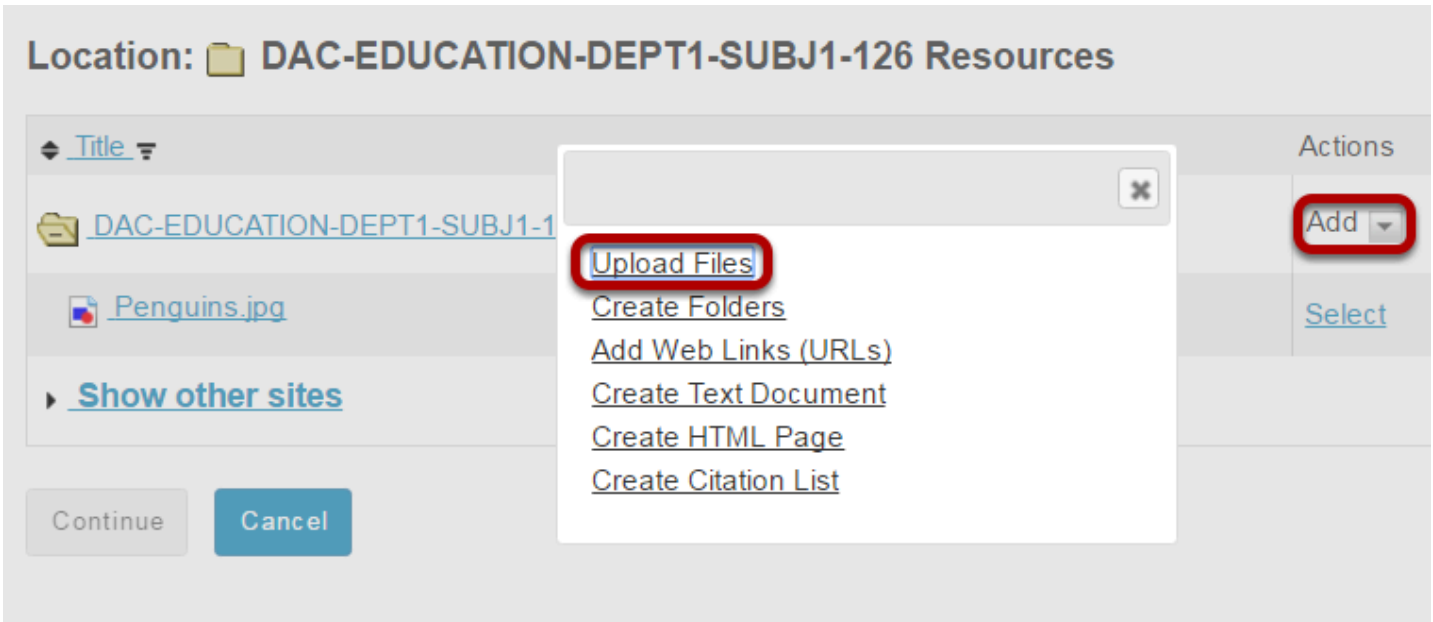 Location: DAC-EDUCATION-DEPT1-SUBJ1-126 Resources
Title
Actions
DAC-EDUCATION-DEPT1-SUBJ1-1
Add
Penguins.jpg
Select
Show other sites
Upload Files
Create Folders
Add Web Links (URLs)
Create Text Document
Create HTML Page
Create Citation List
Continue
Cancel